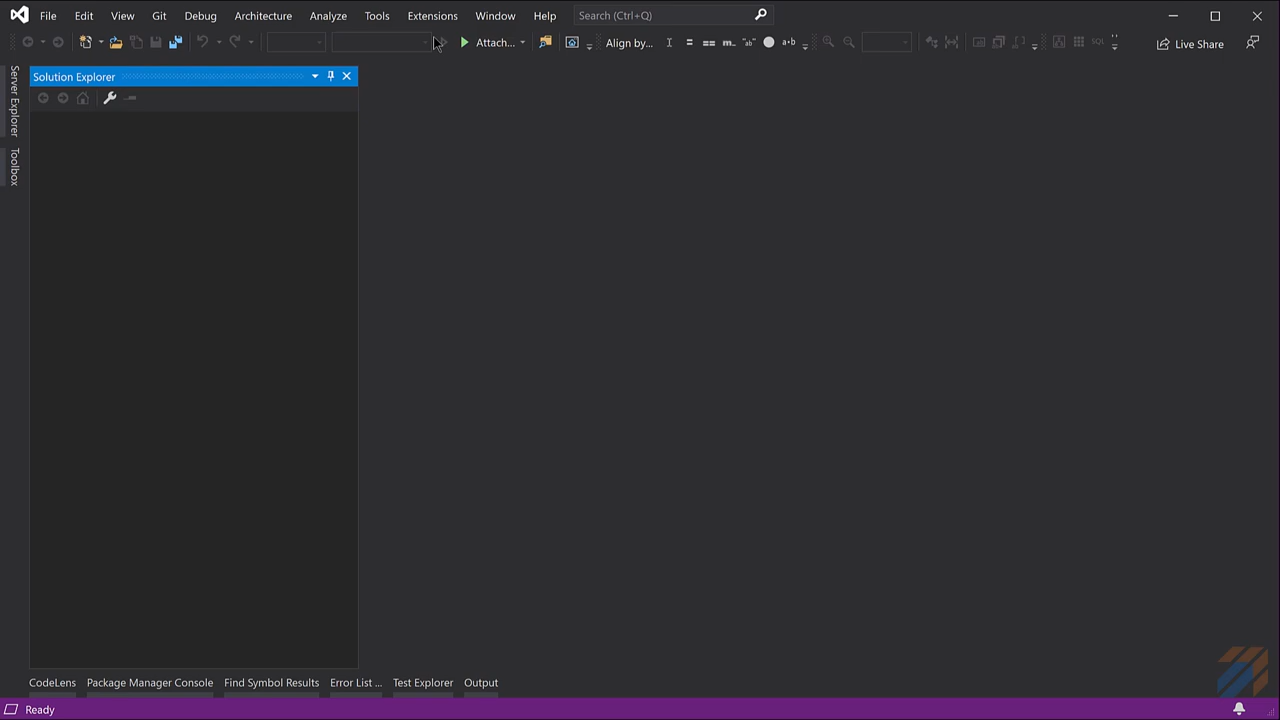 File Edit View Git Debug Architecture Analyze Tools Extensions Window Help Search (Ctrl+Q)
Attach... Align by... Live Share
Solution Explorer
Server Explorer
Toolbox
CodeLens Package Manager Console Find Symbol Results Error List ... Test Explorer Output
Ready